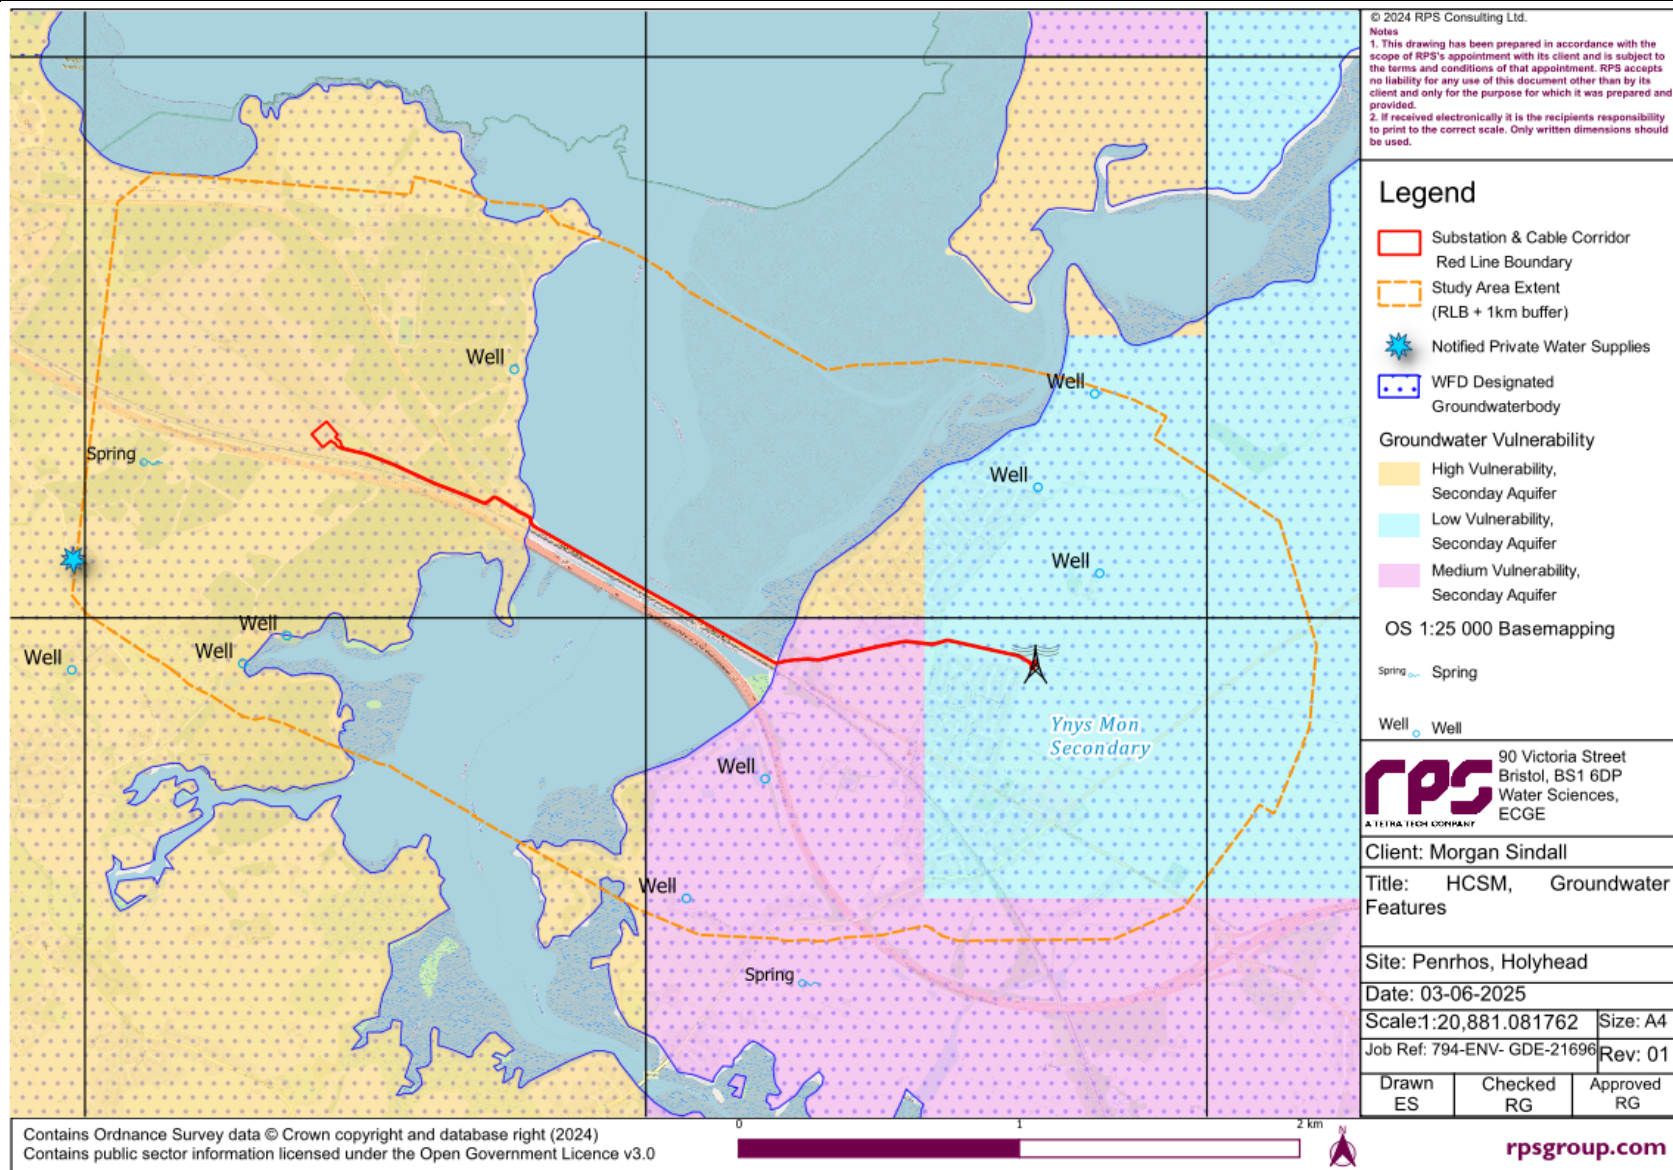 © 2024 RPS Consulting Ltd.
Notes
1. This drawing has been prepared in accordance with the
scope of RPS's appointment with its client and is subject to
the terms and conditions of that appointment. RPS accepts
no liability for any use of this document other than by its
client and only for the purpose for which it was prepared and
provided.
2. If received electronically it is the recipients responsibility
to print to the correct scale. Only written dimensions should
be used.
Legend
Substation & Cable Corridor
Red Line Boundary
Study Area Extent
(RLB + 1km buffer)
Notified Private Water Supplies
WFD Designated
Groundwaterbody
Groundwater Vulnerability
High Vulnerability,
Seconday Aquifer
Low Vulnerability,
Seconday Aquifer
Medium Vulnerability,
Seconday Aquifer
OS 1:25 000 Basemapping
Spring Spring
Well Well
Well
Well
Spring
Well
Well
Well
Well
Well
Ynys Mon
Secondary
Well
Well
Spring
rps
A TETRA TECH COMPANY
90 Victoria Street
Bristol, BS1 6DP
Water Sciences,
ECGE
Client: Morgan Sindall
Title: HCSM, Groundwater
Features
Site: Penrhos, Holyhead
Date: 03-06-2025
Scale:1:20,881.081762 Size: A4
Job Ref: 794-ENV- GDE-21696 Rev: 01
Drawn Checked Approved
ES RG RG
Contains Ordnance Survey data © Crown copyright and database right (2024)
Contains public sector information licensed under the Open Government Licence v3.0
0 1 2 km
N
rpsgroup.com